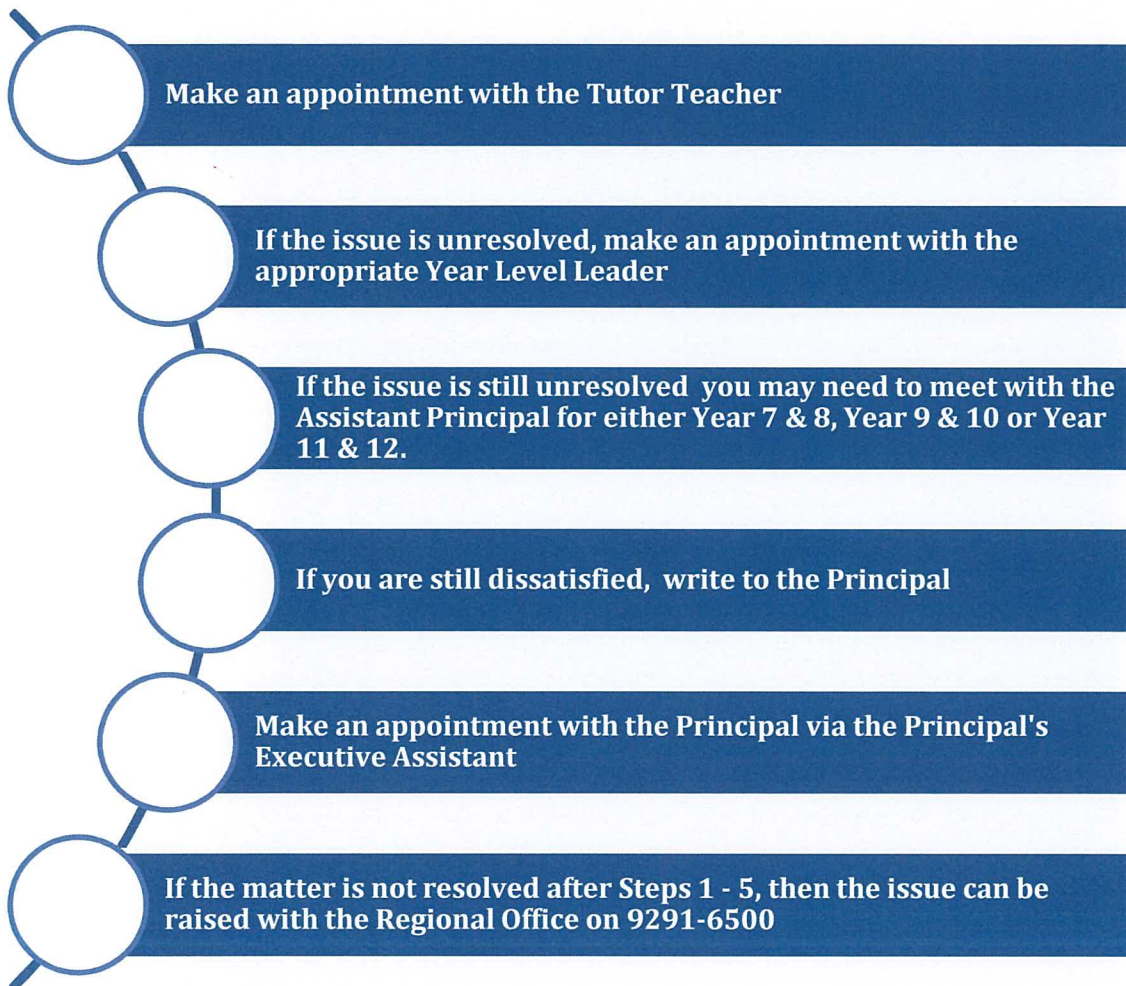 Make an appointment with the Tutor Teacher
If the issue is unresolved, make an appointment with the
appropriate Year Level Leader
If the issue is still unresolved  you may need to meet with the
Assistant Principal for either Year 7 & 8, Year 9 & 10 or Year
11 & 12.
If you are still dissatisfied,  write to the Principal
Make an appointment with the Principal via the Principal's
Executive Assistant
If the matter is not resolved after Steps 1 - 5, then the issue can be
raised with the Regional Office on 9291-6500